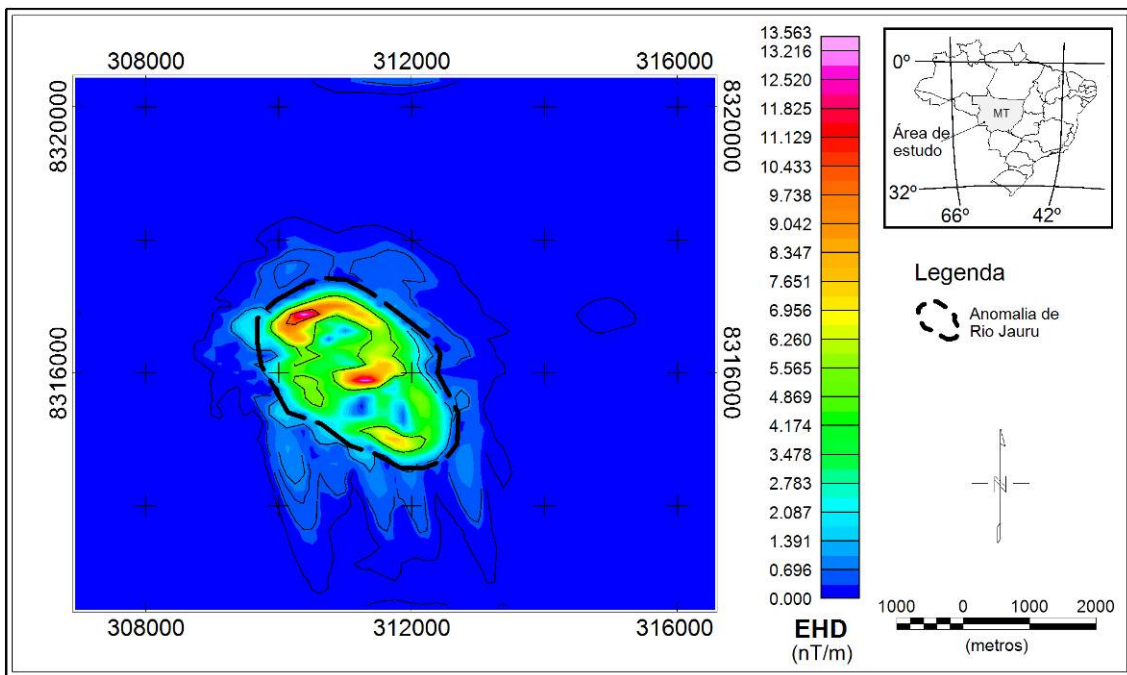 308000 312000 316000
8320000
8316000
8320000
8316000
308000 312000 316000
13.563
13.216
12.520
11.825
11.129
10.433
9.738
9.042
8.347
7.651
6.956
6.260
5.565
4.869
4.174
3.478
2.783
2.087
1.391
0.696
0.000
EHD
(nT/m)
0º
MT
Área de
estudo
32º
66º 42º
Legenda
Anomalia de
Rio Jauru
N
1000 0 1000 2000
(metros)